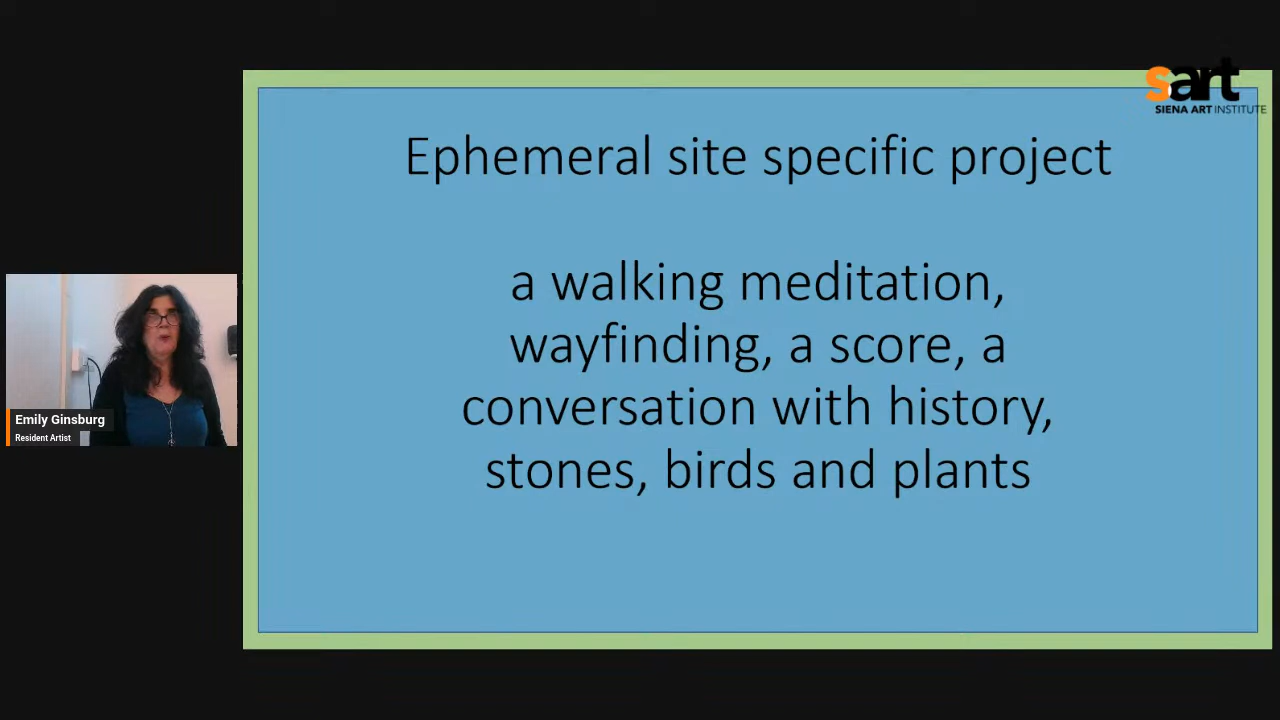 sart
SIENA ART INSTITUTE
Ephemeral site specific project
a walking meditation,
wayfinding, a score, a
conversation with history,
stones, birds and plants
Emily Ginsburg
Resident Artist